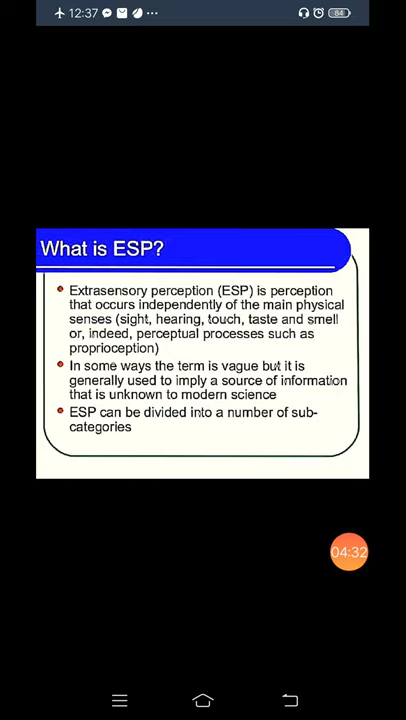 12:37
84
What is ESP?
Extrasensory perception (ESP) is perception
that occurs independently of the main physical
senses (sight, hearing, touch, taste and smell
or, indeed, perceptual processes such as
proprioception)
In some ways the term is vague but it is
generally used to imply a source of information
that is unknown to modern science
ESP can be divided into a number of sub-
categories
04:32